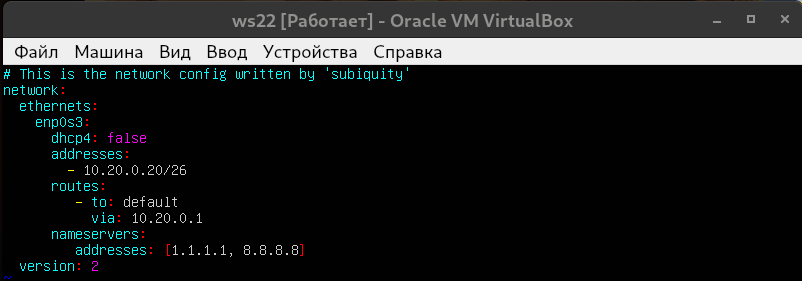 ws22 [Работает] - Oracle VM VirtualBox
Файл Машина Вид Ввод Устройства Справка
# This is the network config written by 'subiquity'
network:
  ethernets:
    enp0s3:
      dhcp4: false
      addresses:
        - 10.20.0.20/26
      routes:
         - to: default
           via: 10.20.0.1
      nameservers:
         addresses: [1.1.1.1, 8.8.8.8]
  version: 2
~